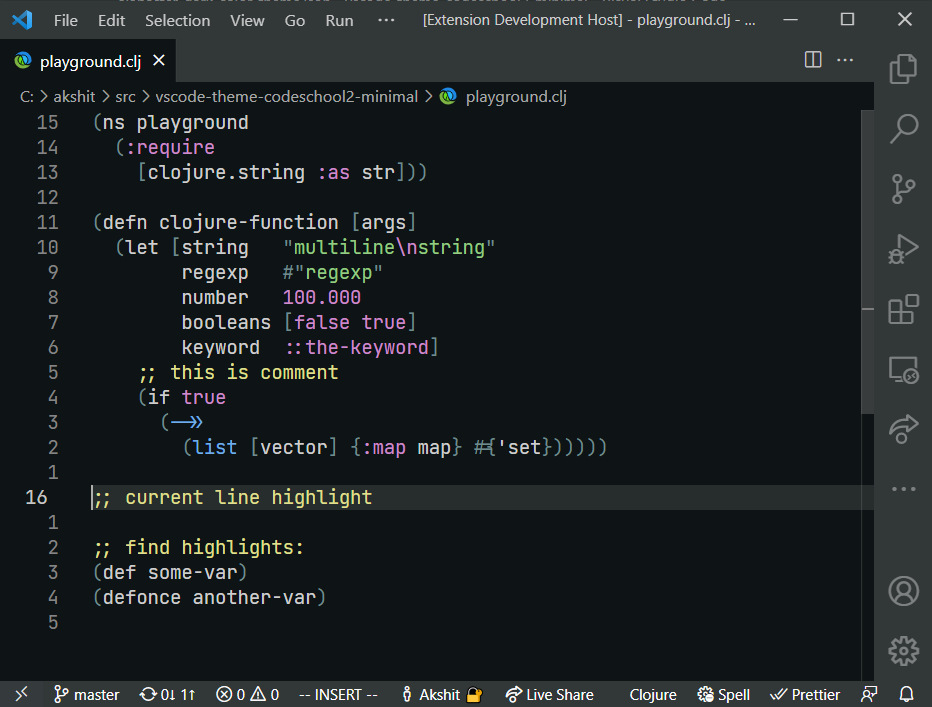 File Edit Selection View Go Run ··· [Extension Development Host] - playground.clj - ...
playground.clj
C: > akshit > src > vscode-theme-codeschool2-minimal > playground.clj
15 (ns playground
14   (:require
13     [clojure.string :as str]))
12
11 (defn clojure-function [args]
10   (let [string   "multiline\nstring"
9         regexp   #"regexp"
8         number   100.000
7         booleans [false true]
6         keyword  ::the-keyword]
5     ;; this is comment
4     (if true
3       (->>
2         (list [vector] {:map map} #{'set})))))
1
16 ;; current line highlight
1
2 ;; find highlights:
3 (def some-var)
4 (defonce another-var)
5
master 0↓ 1↑ 0 0 -- INSERT -- Akshit Live Share Clojure Spell Prettier